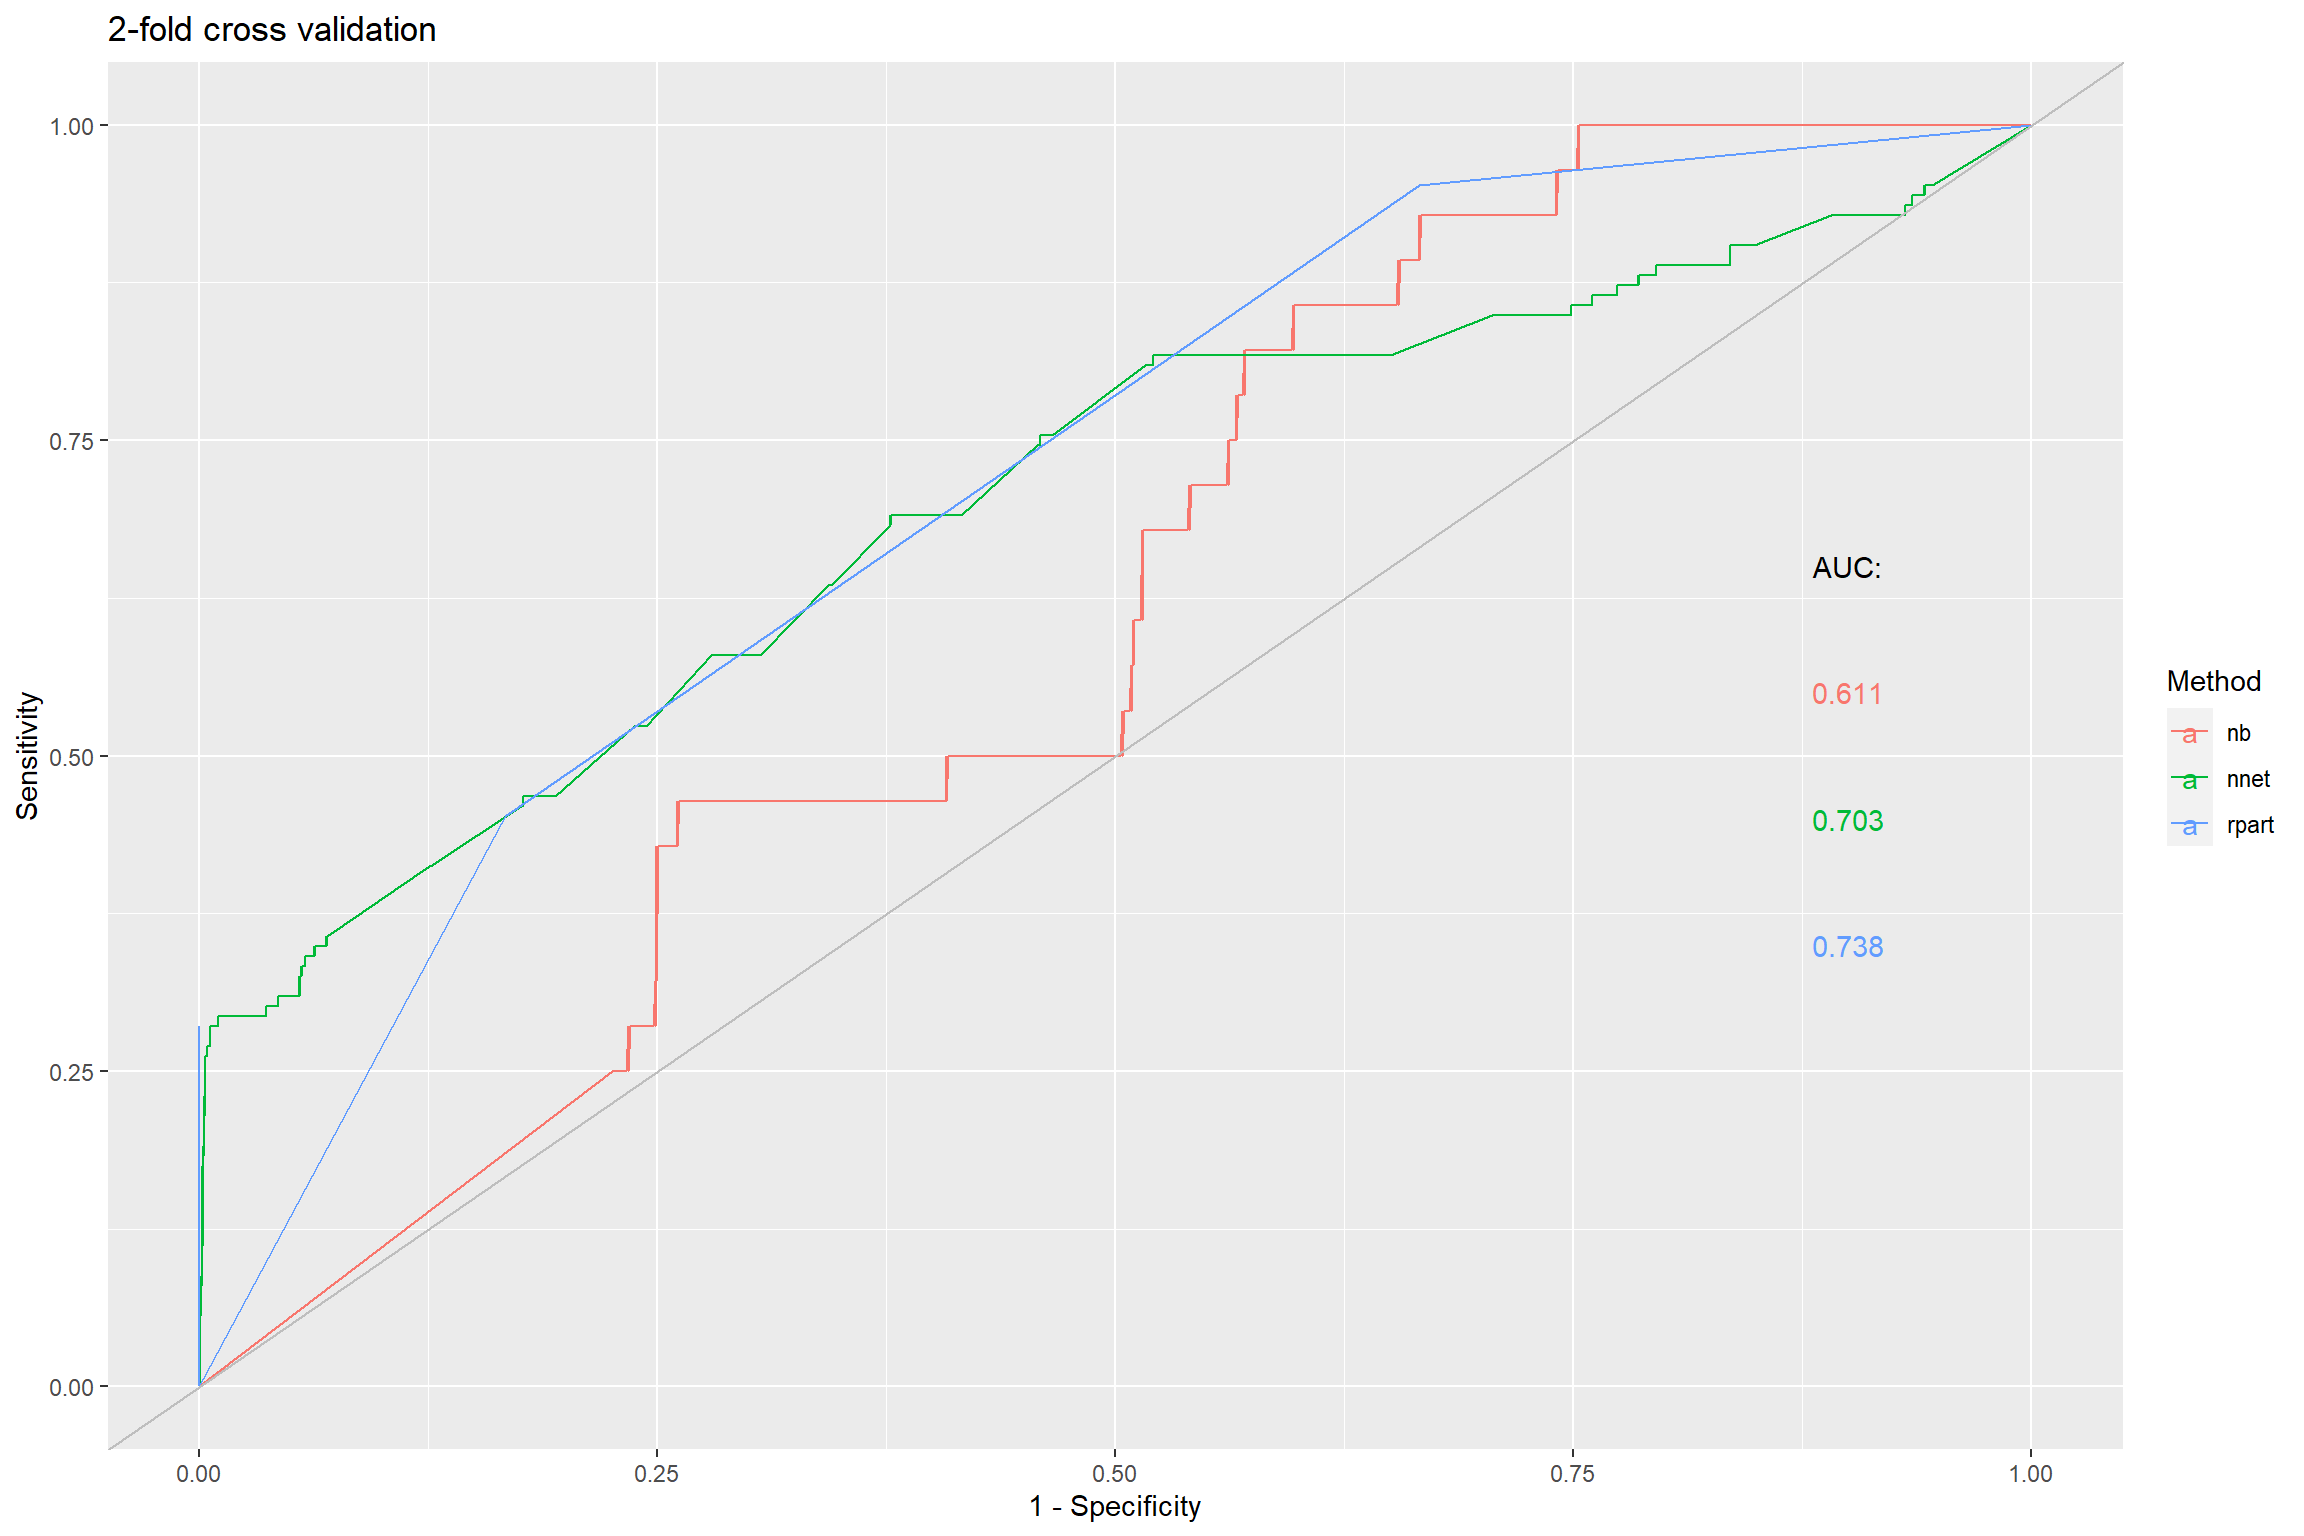 2-fold cross validation
1.00
0.75
0.50
0.25
0.00
Sensitivity
0.00 0.25 0.50 0.75 1.00
1 - Specificity
AUC:
0.611
0.703
0.738
Method
a nb
a nnet
a rpart